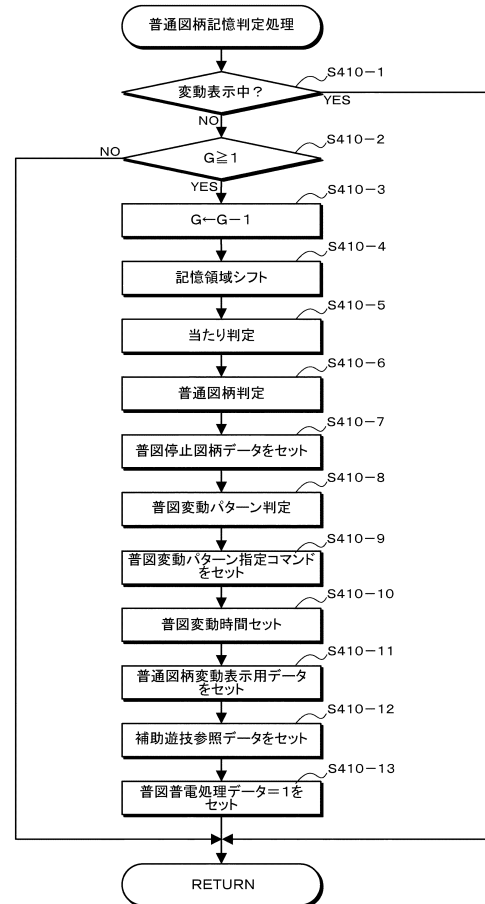 普通図柄記憶判定処理
S410-1
変動表示中？
YES
NO
S410-2
NO
G≧1
YES
S410-3
G←G－1
S410-4
記憶領域シフト
S410-5
当たり判定
S410-6
普通図柄判定
S410-7
普図停止図柄データをセット
S410-8
普図変動パターン判定
S410-9
普図変動パターン指定コマンド
をセット
S410-10
普図変動時間セット
S410-11
普通図柄変動表示用データ
をセット
S410-12
補助遊技参照データをセット
S410-13
普図普電処理データ＝1を
セット
RETURN